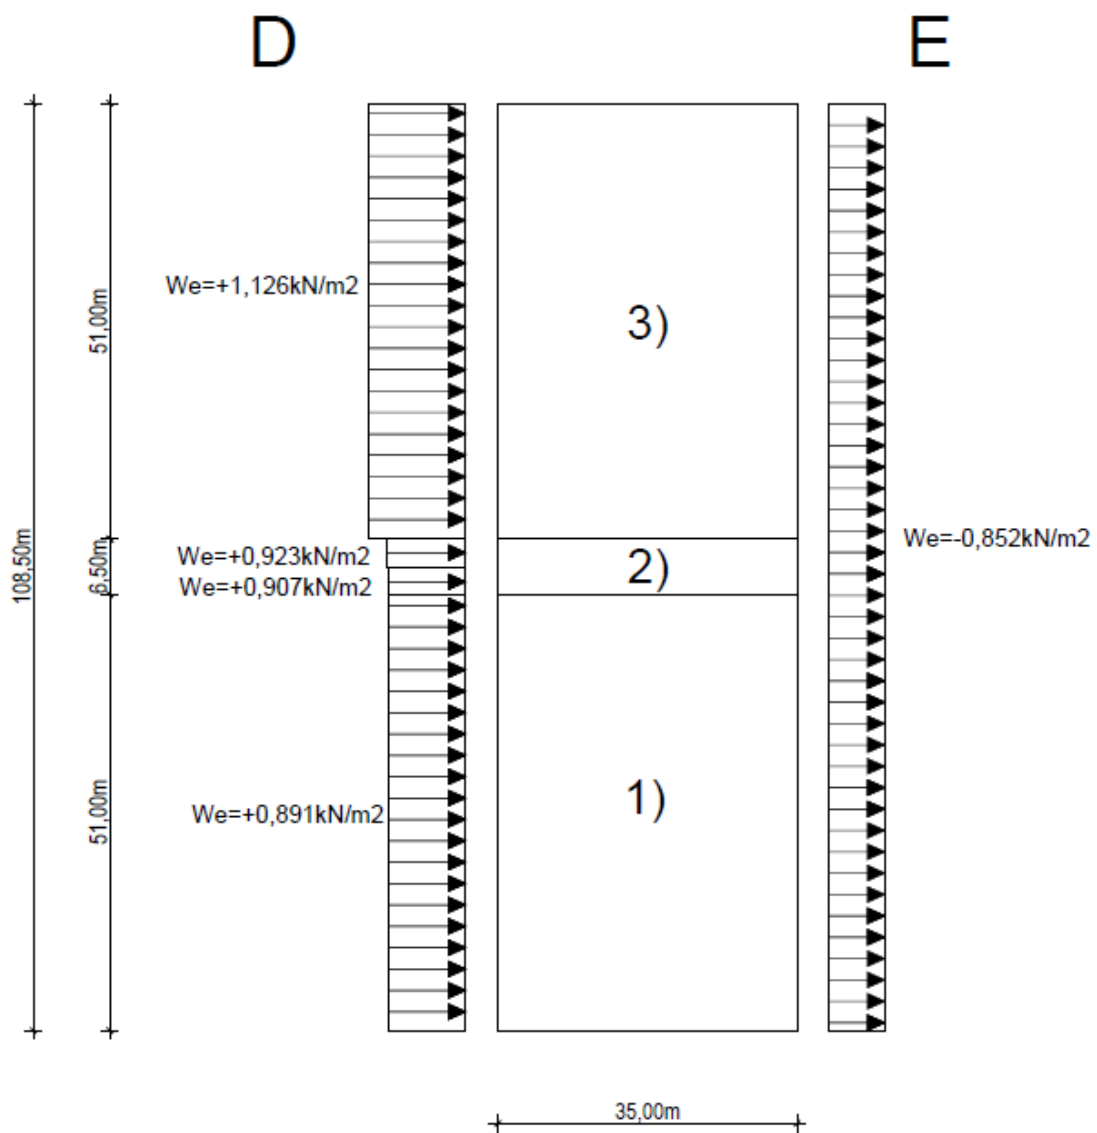 D
E
We=+1,126kN/m2
51,00m
3)
108,50m
We=+0,923kN/m2
6,50m
2)
We=-0,852kN/m2
We=+0,907kN/m2
51,00m
We=+0,891kN/m2
1)
35,00m